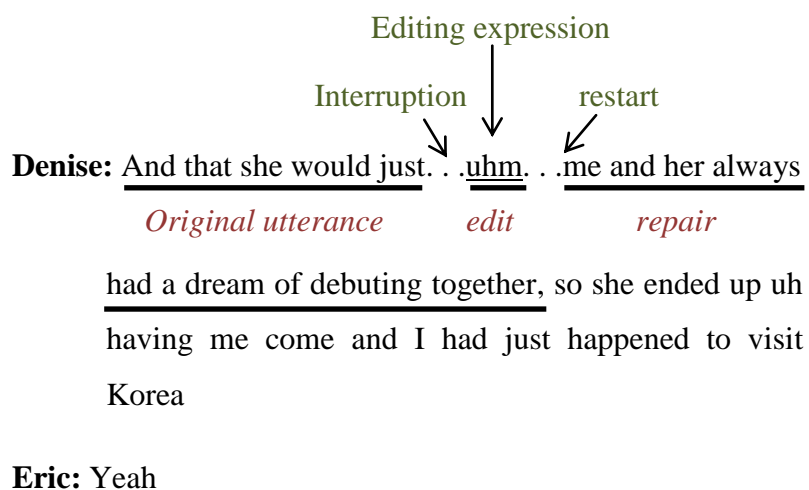 Editing expression
Interruption restart
Denise: And that she would just. . .uhm. . .me and her always
Original utterance edit repair
had a dream of debuting together, so she ended up uh
having me come and I had just happened to visit
Korea
Eric: Yeah